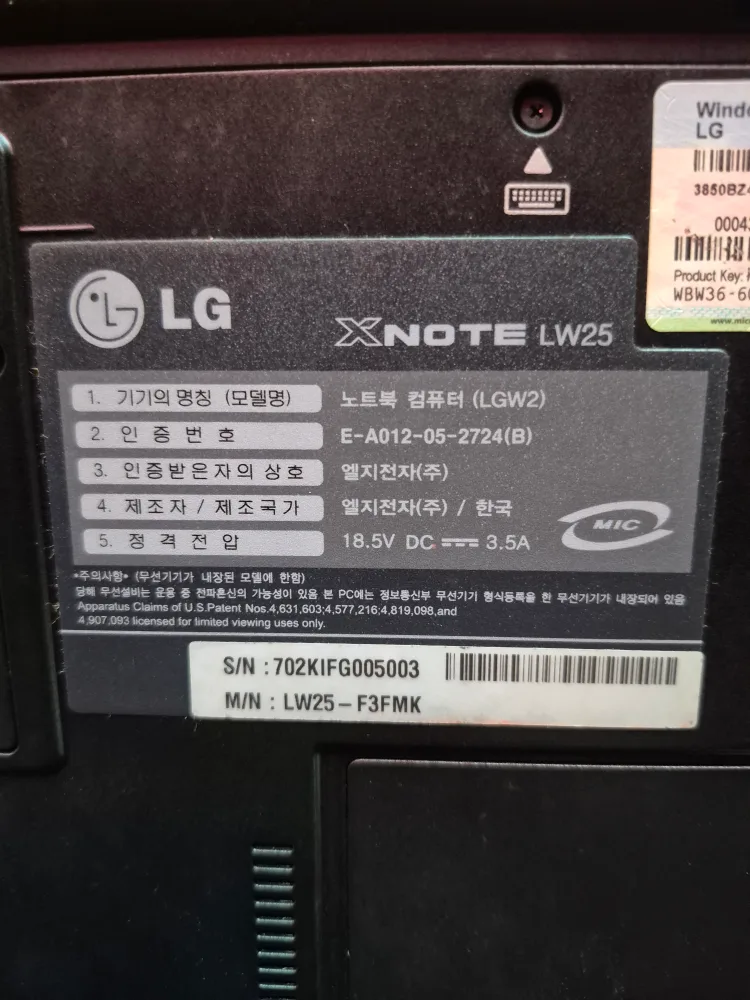 Windo
LG
3850BZ4
00043
Product Key:
WBW36-6
www.mic
LG
XNOTE LW25
1. 기기의 명칭 (모델명) 노트북 컴퓨터 (LGW2)
2. 인 증 번 호 E-A012-05-2724(B)
3. 인증받은자의 상호 엘지전자(주)
4. 제조자 / 제조국가 엘지전자(주) / 한국
5. 정 격 전 압 18.5V DC 3.5A
MIC
*주의사항* (무선기기가 내장된 모델에 한함)
당해 무선설비는 운용 중 전파혼신의 가능성이 있음 본 PC에는 정보통신부 무선기기 형식등록을 한 무선기기가 내장되어 있음
Apparatus Claims of U.S.Patent Nos.4,631,603;4,577,216;4,819,098,and
4,907,093 licensed for limited viewing uses only.
S/N : 702KIFG005003
M/N : LW25-F3FMK